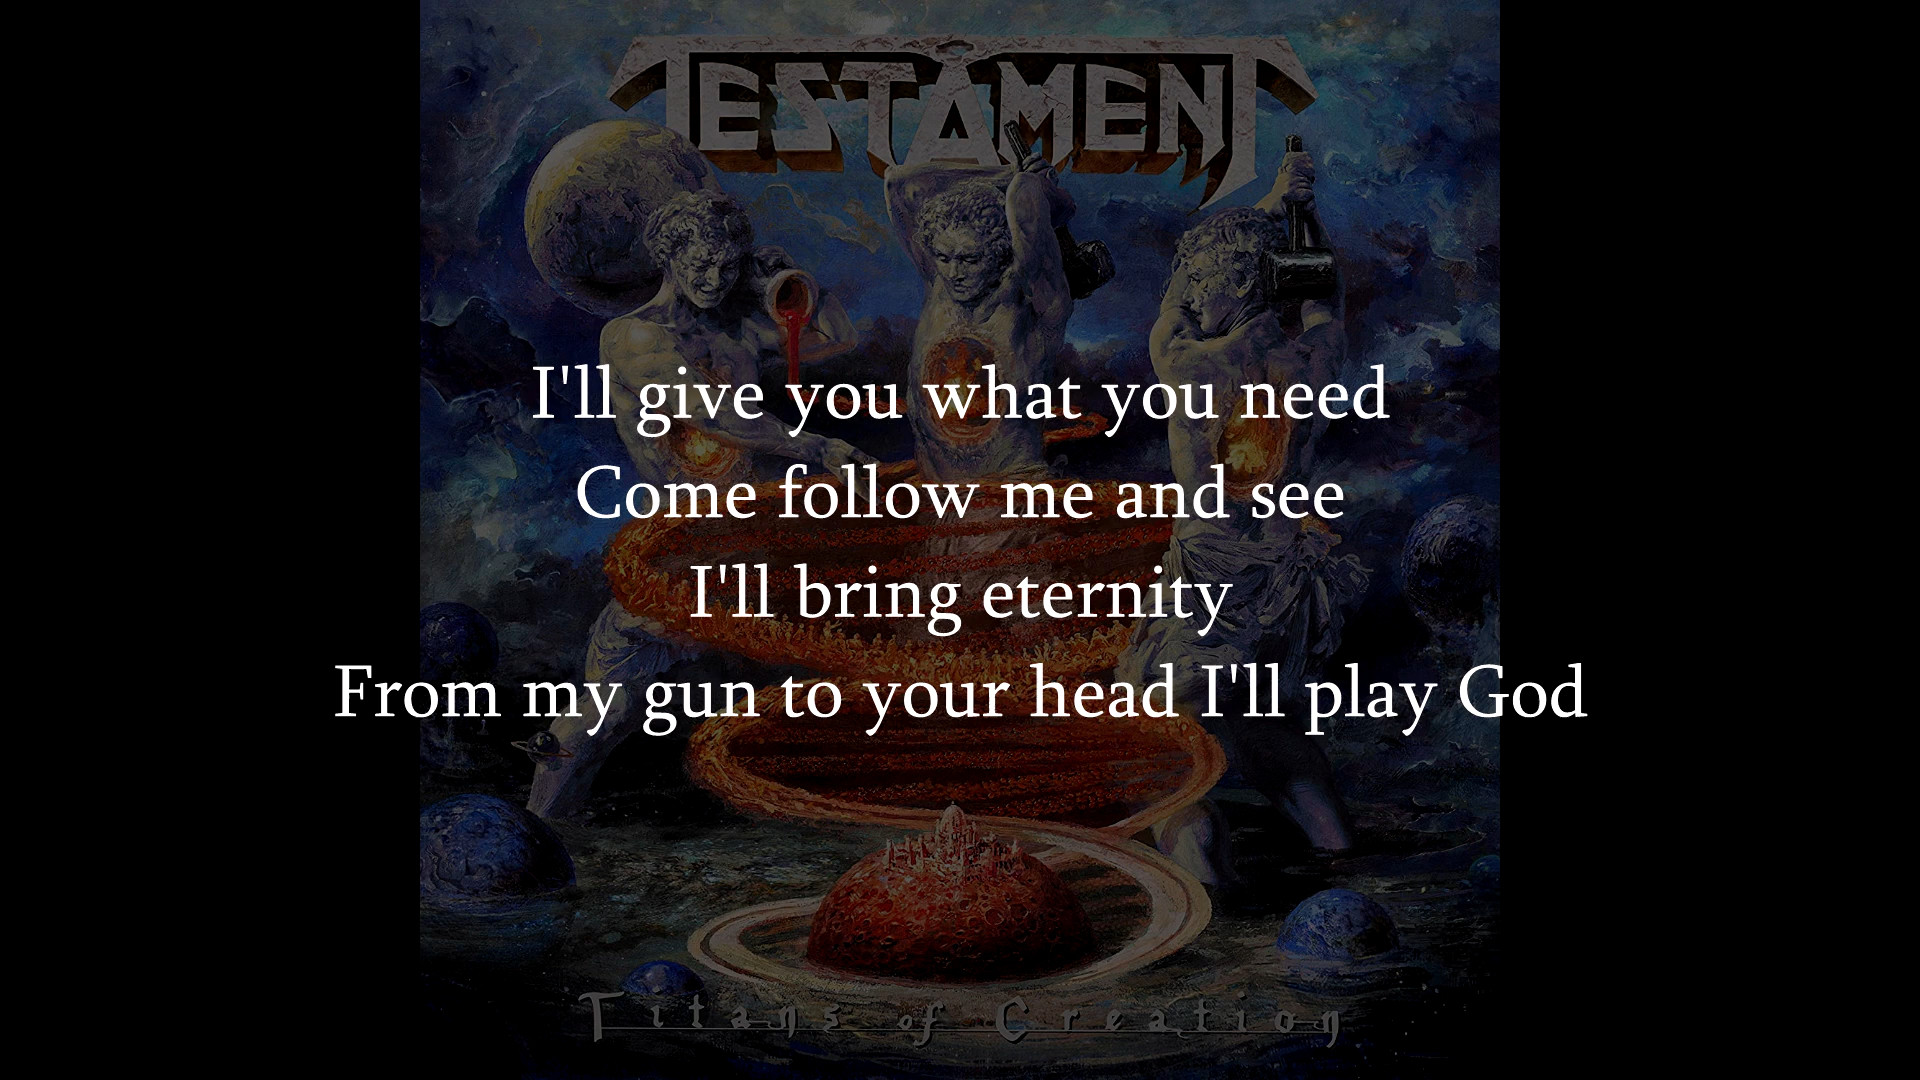 TESTAMENT
I'll give you what you need
Come follow me and see
I'll bring eternity
From my gun to your head I'll play God
Titans of Creation